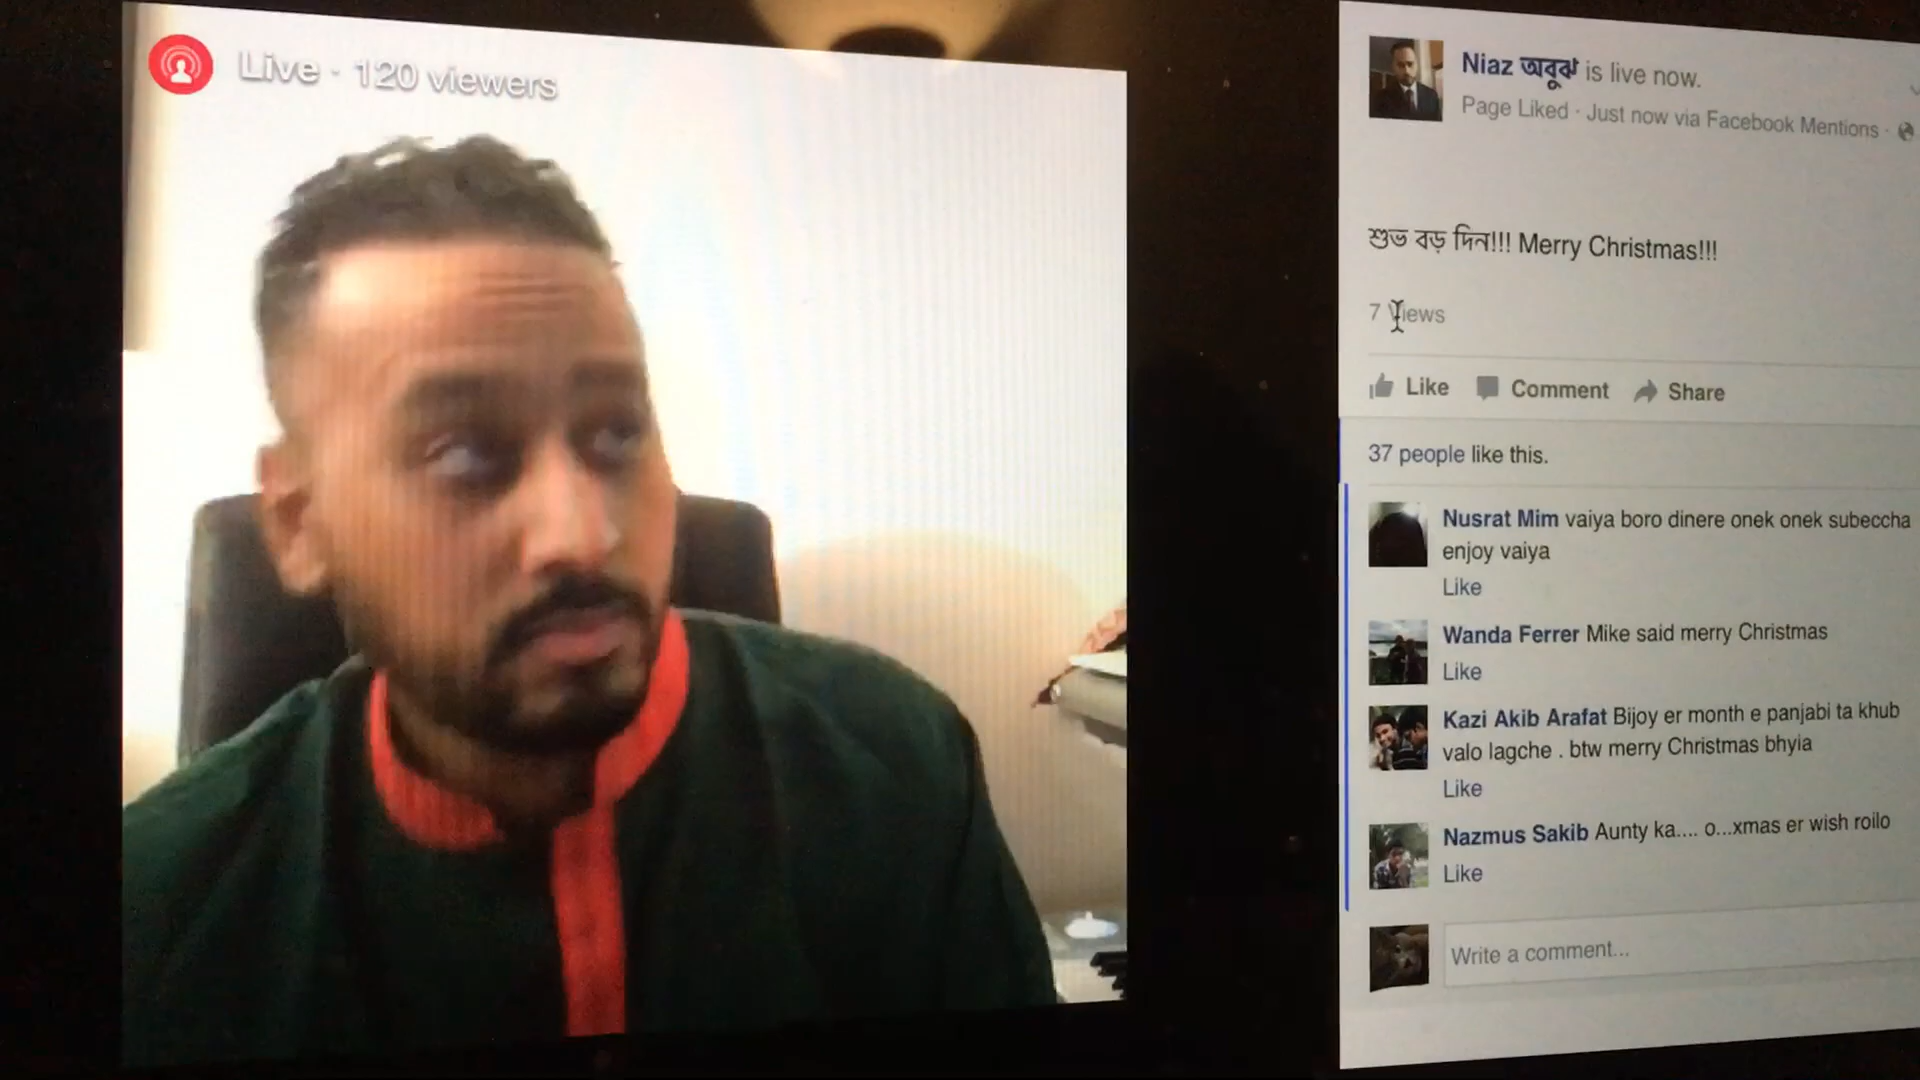 Live · 120 viewers
Niaz অবুঝ is live now.
Page Liked · Just now via Facebook Mentions ·
শুভ বড় দিন!!! Merry Christmas!!!
7 Views
Like Comment Share
37 people like this.
Nusrat Mim vaiya boro dinere onek onek subeccha
enjoy vaiya
Like
Wanda Ferrer Mike said merry Christmas
Like
Kazi Akib Arafat Bijoy er month e panjabi ta khub
valo lagche . btw merry Christmas bhyia
Like
Nazmus Sakib Aunty ka.... o...xmas er wish roilo
Like
Write a comment...